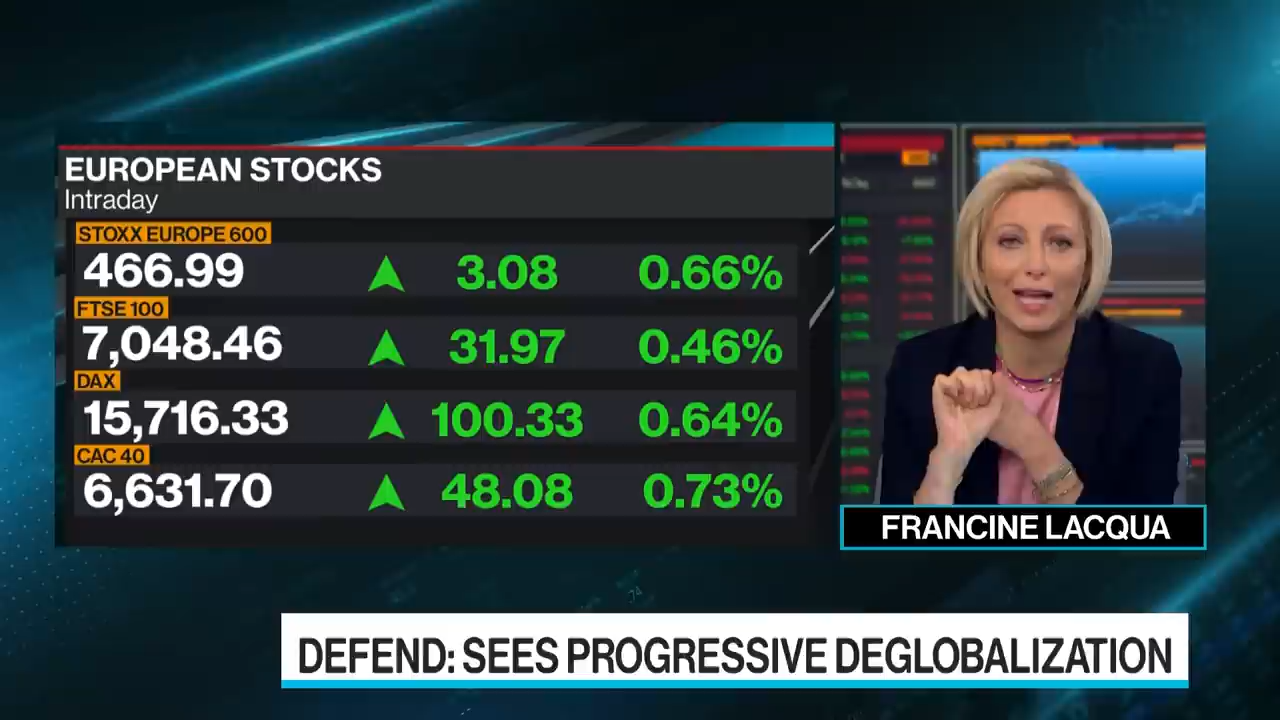 EUROPEAN STOCKS
Intraday
STOXX EUROPE 600
466.99 3.08 0.66%
FTSE 100
7,048.46 31.97 0.46%
DAX
15,716.33 100.33 0.64%
CAC 40
6,631.70 48.08 0.73%
FRANCINE LACQUA
DEFEND: SEES PROGRESSIVE DEGLOBALIZATION